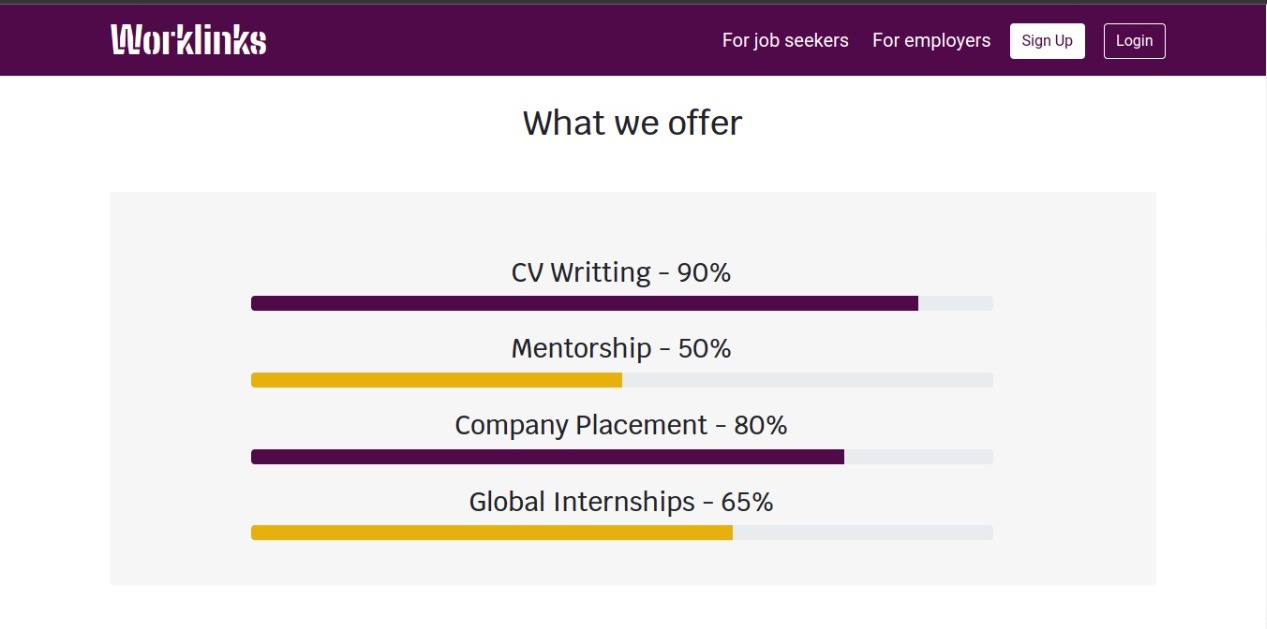 Worklinks
For job seekers For employers Sign Up Login
What we offer
CV Writting - 90%
Mentorship - 50%
Company Placement - 80%
Global Internships - 65%